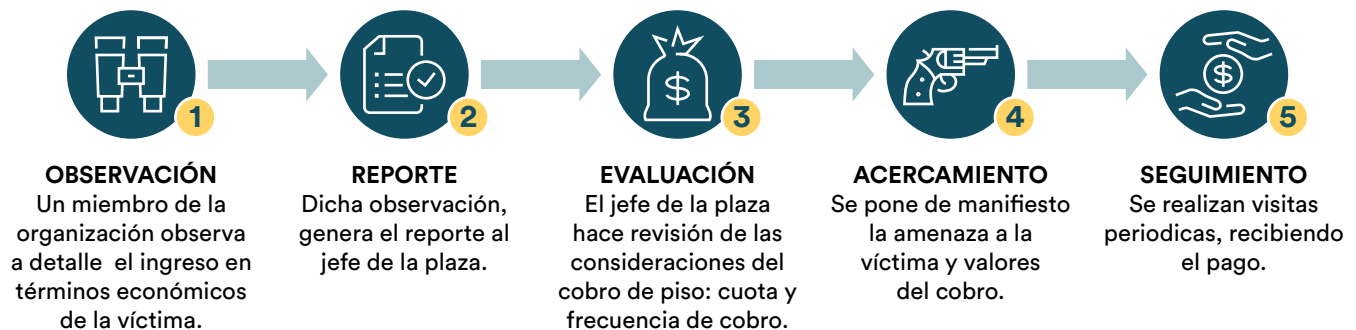 1
OBSERVACIÓN
Un miembro de la
organización observa
a detalle  el ingreso en
términos económicos
de la víctima.
2
REPORTE
Dicha observación,
genera el reporte al
jefe de la plaza.
$
3
EVALUACIÓN
El jefe de la plaza
hace revisión de las
consideraciones del
cobro de piso: cuota y
frecuencia de cobro.
4
ACERCAMIENTO
Se pone de manifiesto
la amenaza a la
víctima y valores
del cobro.
$
5
SEGUIMIENTO
Se realizan visitas
periodicas, recibiendo
el pago.